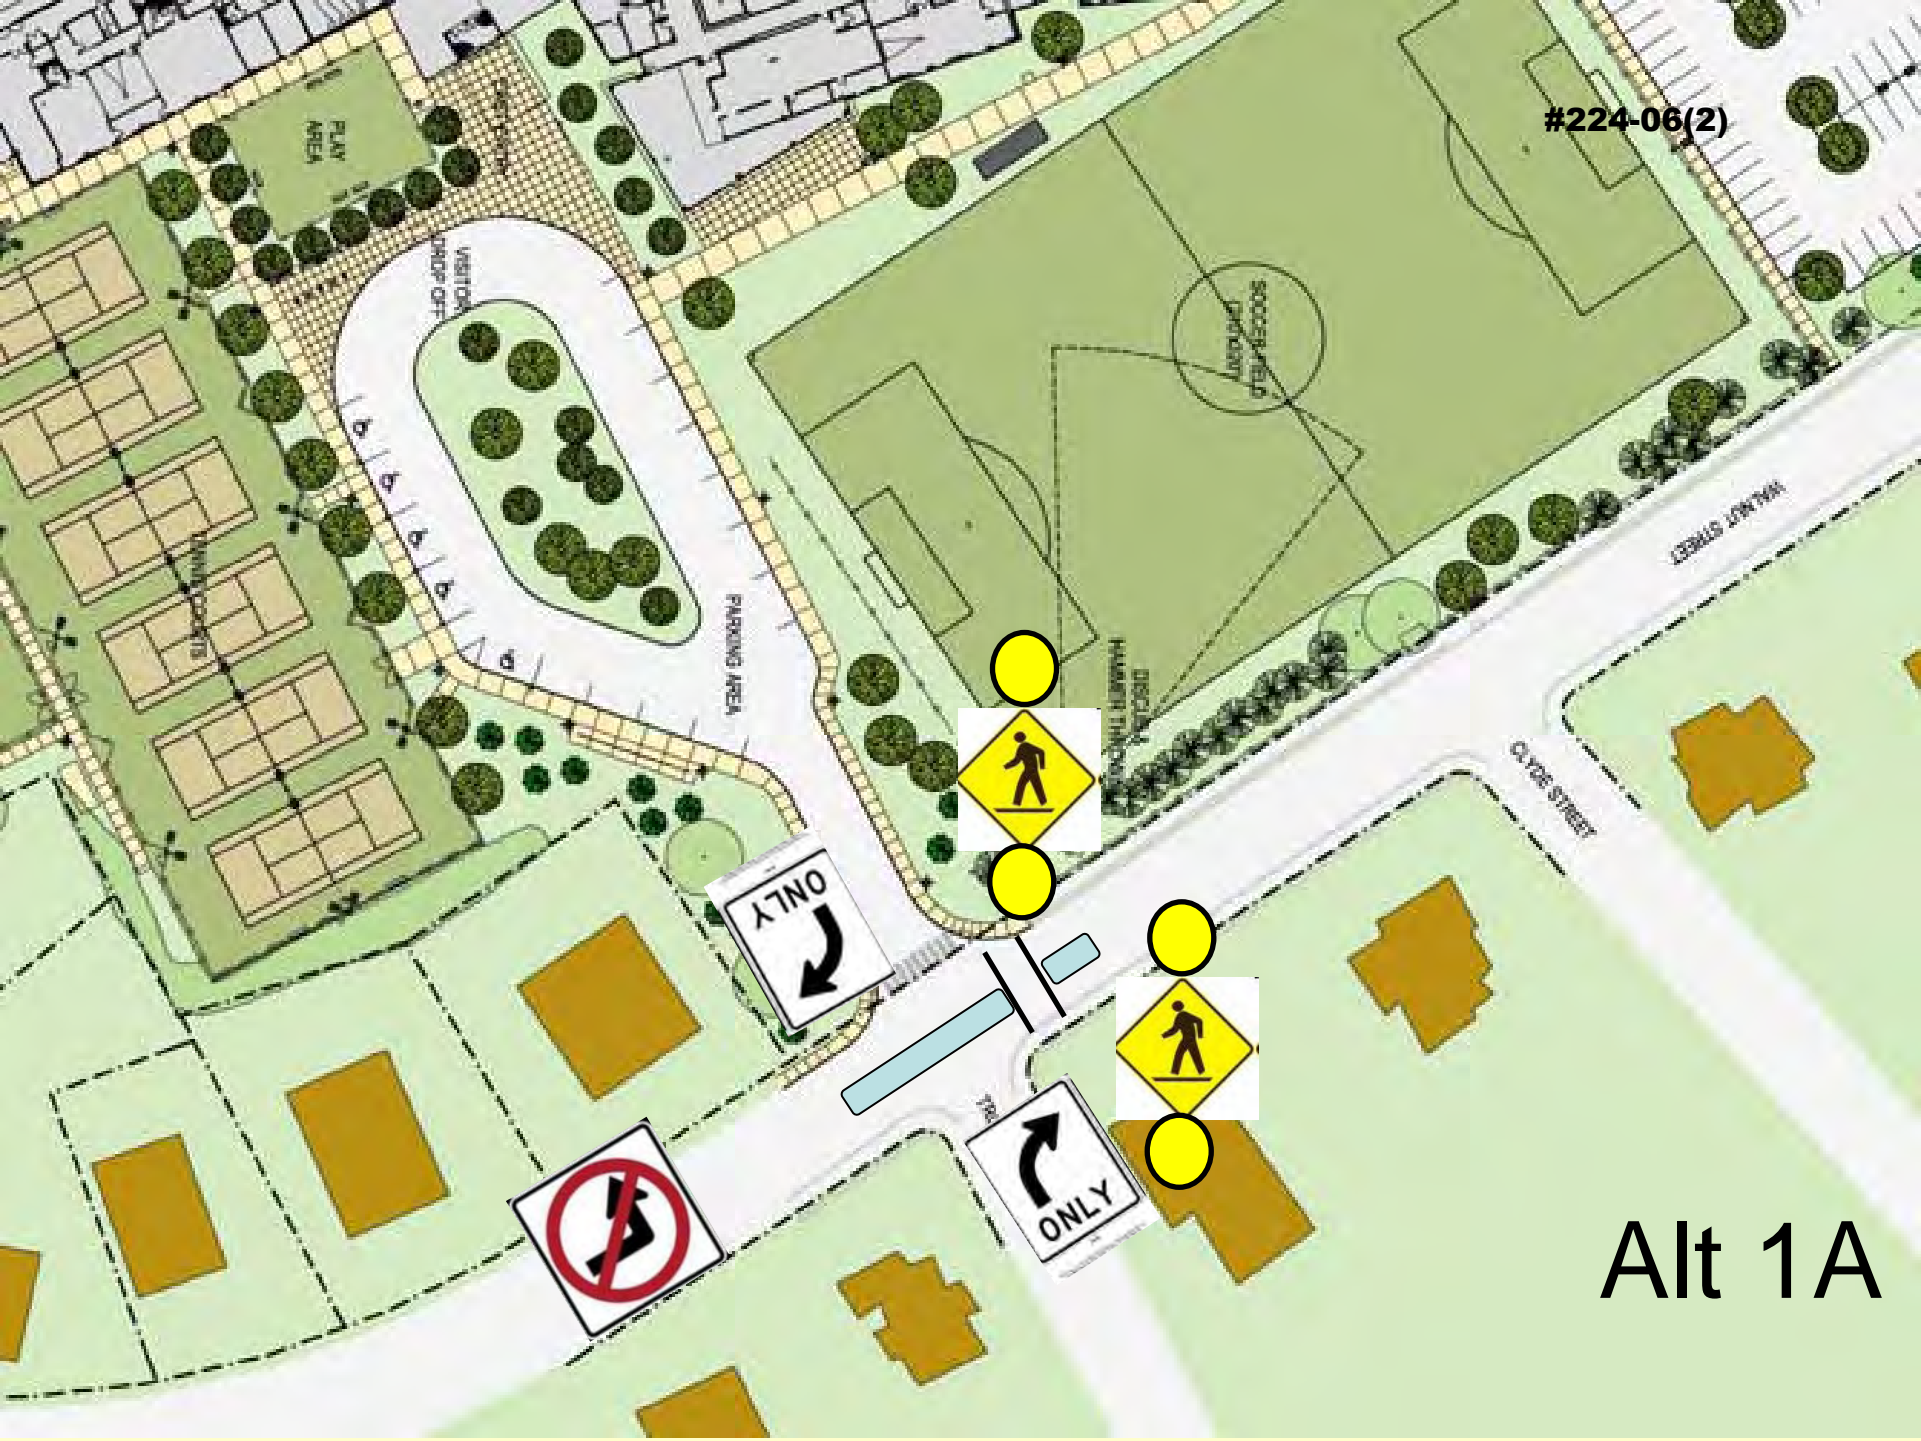 #224-06(2)
PLAY
AREA
VISITOR
DROP OFF
SOCCER FIELD
PARKING AREA
WALNUT STREET
CLYDE STREET
ONLY
ONLY
Alt 1A